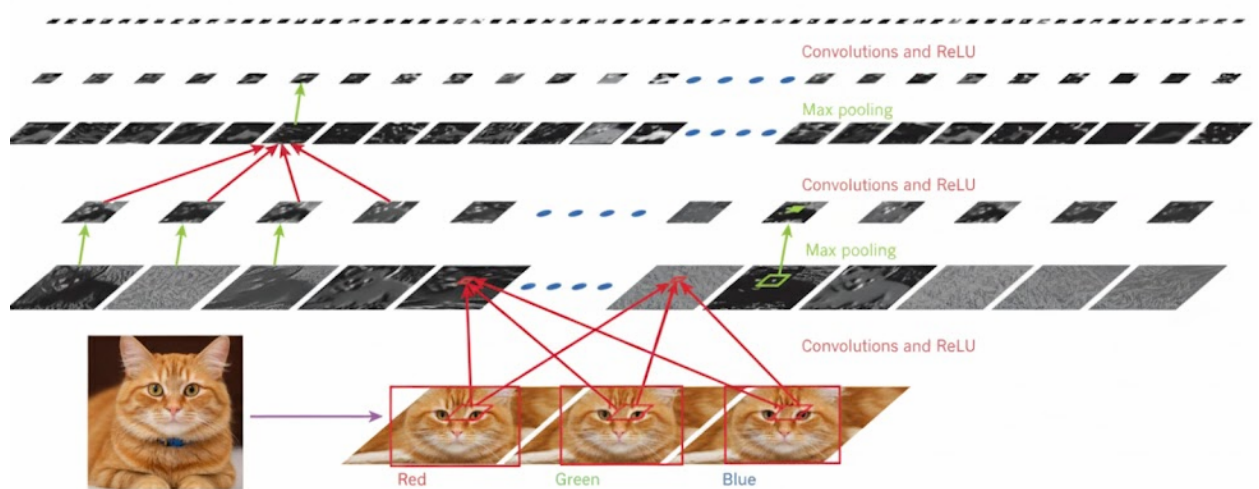 Convolutions and ReLU
Max pooling
Convolutions and ReLU
Max pooling
Convolutions and ReLU
Red
Green
Blue